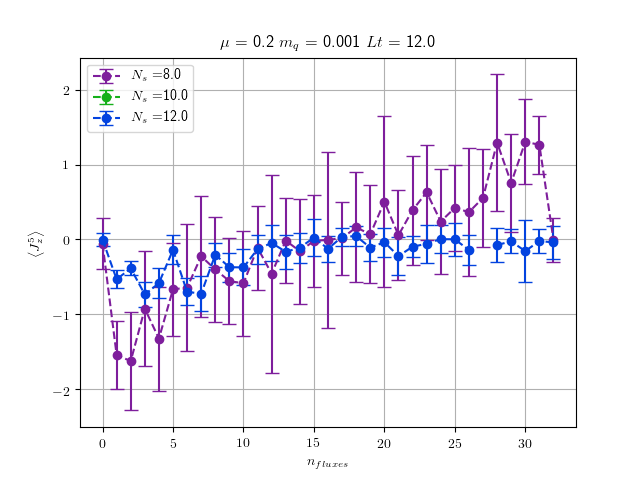 μ = 0.2 m_q = 0.001 Lt = 12.0
N_s =8.0
N_s =10.0
N_s =12.0
⟨J_z^5⟩
2
1
0
−1
−2
0 5 10 15 20 25 30
n_fluxes